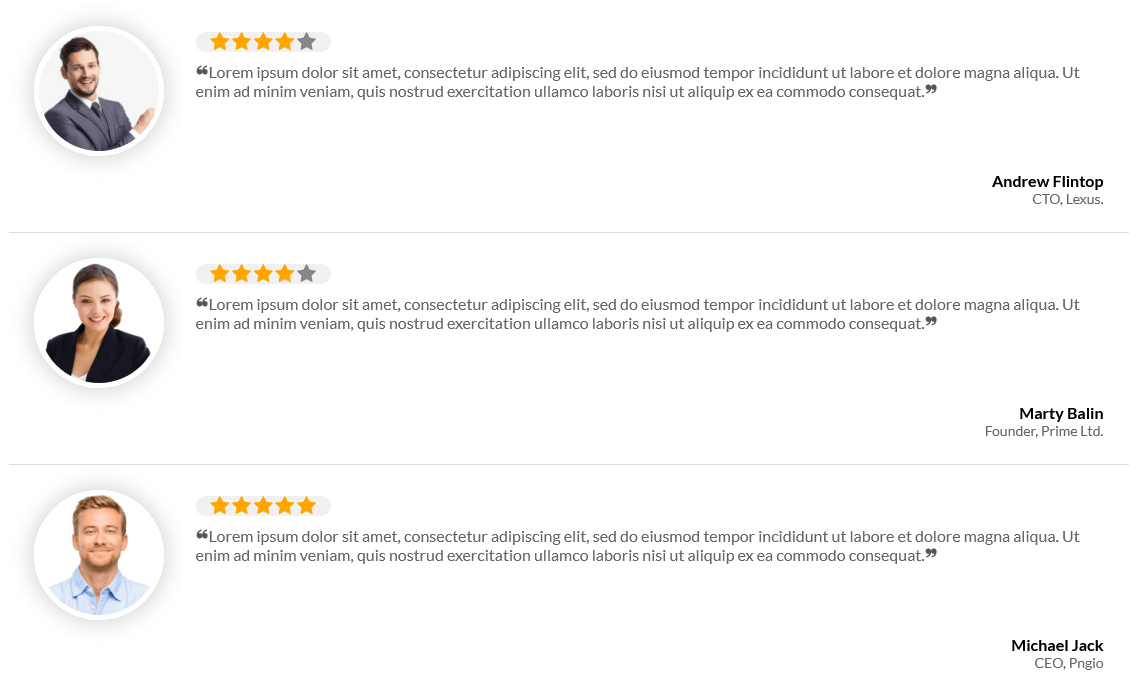 ❝Lorem ipsum dolor sit amet, consectetur adipiscing elit, sed do eiusmod tempor incididunt ut labore et dolore magna aliqua. Ut
enim ad minim veniam, quis nostrud exercitation ullamco laboris nisi ut aliquip ex ea commodo consequat.❞
Andrew Flintop
CTO, Lexus.
❝Lorem ipsum dolor sit amet, consectetur adipiscing elit, sed do eiusmod tempor incididunt ut labore et dolore magna aliqua. Ut
enim ad minim veniam, quis nostrud exercitation ullamco laboris nisi ut aliquip ex ea commodo consequat.❞
Marty Balin
Founder, Prime Ltd.
❝Lorem ipsum dolor sit amet, consectetur adipiscing elit, sed do eiusmod tempor incididunt ut labore et dolore magna aliqua. Ut
enim ad minim veniam, quis nostrud exercitation ullamco laboris nisi ut aliquip ex ea commodo consequat.❞
Michael Jack
CEO, Pngio